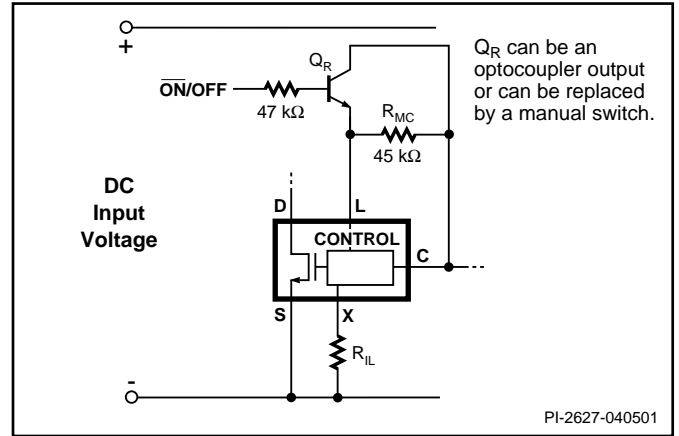 +
Q_R
Q_R can be an
optocoupler output
or can be replaced
by a manual switch.
ON/OFF
47 kΩ
R_MC
45 kΩ
DC
Input
Voltage
D
L
CONTROL
C
S
X
R_IL
-
PI-2627-040501